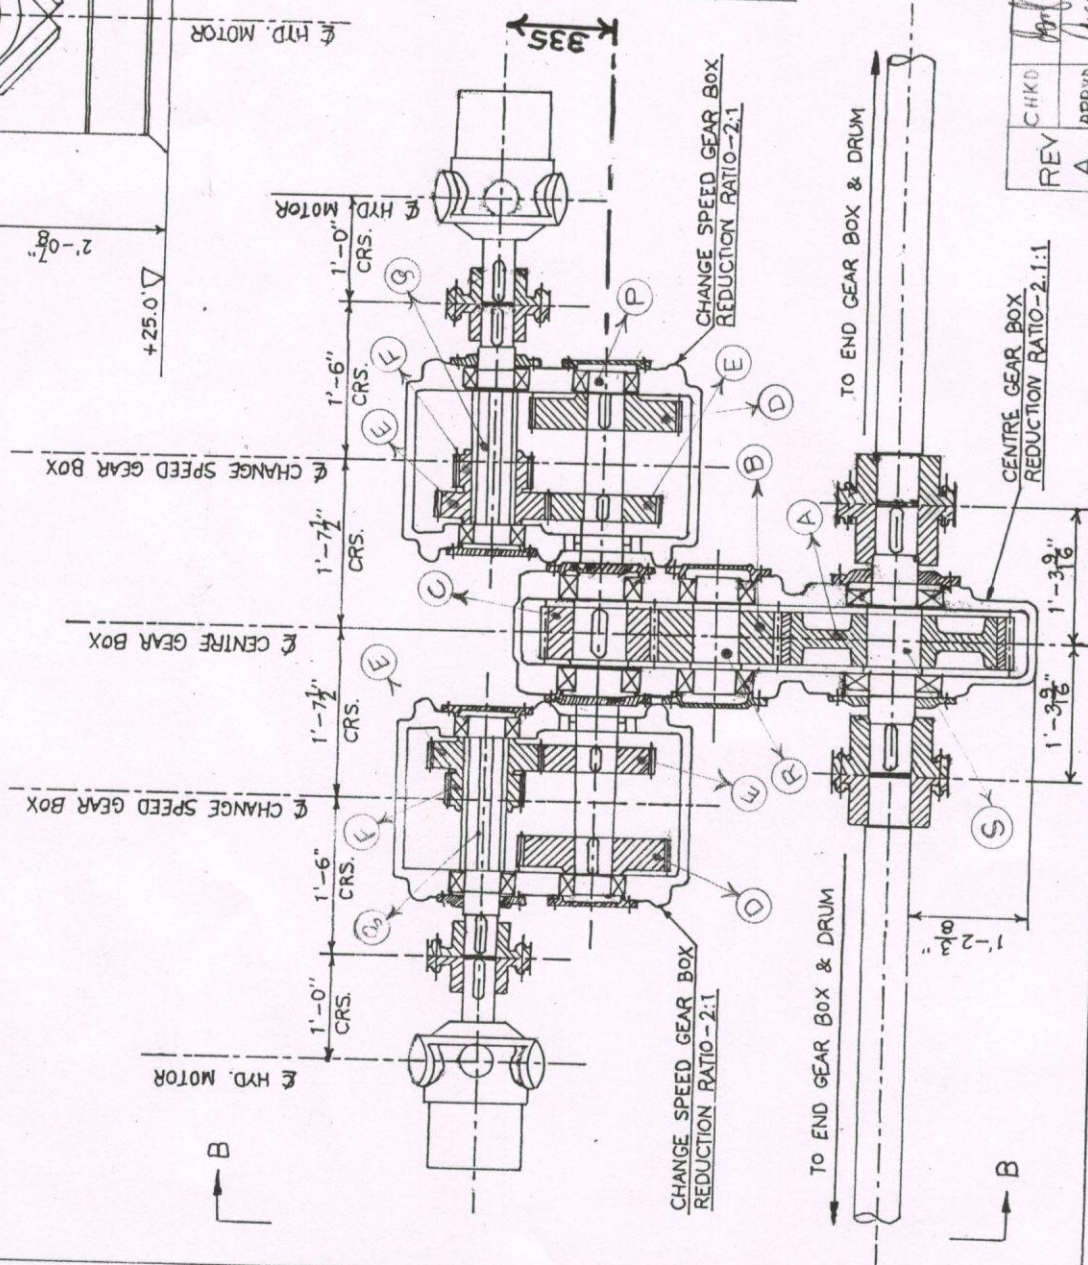 ℄ HYD. MOTOR
335
2'-0⅞"
+25.0'
℄ HYD
MOTOR
1'-0"
CRS.
1'-6"
CRS.
℄ CHANGE SPEED GEAR BOX
1'-7½"
CRS.
℄ CENTRE GEAR BOX
1'-7½"
CRS.
℄ CHANGE SPEED GEAR BOX
1'-6"
CRS.
1'-0"
CRS.
℄ HYD. MOTOR
Q
F
E
P
E
D
CHANGE SPEED GEAR BOX
REDUCTION RATIO-2:1
C
B
A
E
F
E
R
D
S
CHANGE SPEED GEAR BOX
REDUCTION RATIO-2:1
TO END GEAR BOX & DRUM
CENTRE GEAR BOX
REDUCTION RATIO-2.1:1
1'-3 9/16"
1'-3 9/16"
TO END GEAR BOX & DRUM
B
B
REV
CHKD